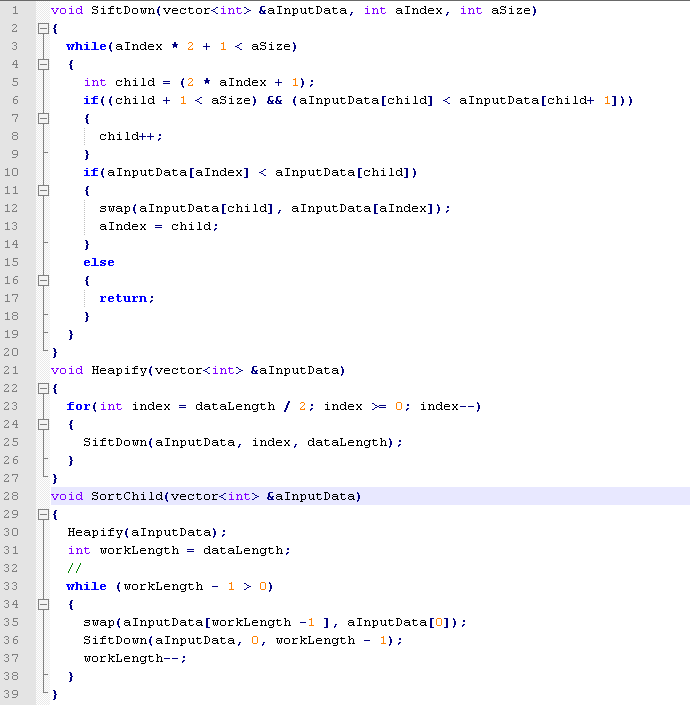 1 void SiftDown(vector<int> &aInputData, int aIndex, int aSize)
2 {
3 while(aIndex * 2 + 1 < aSize)
4 {
5 int child = (2 * aIndex + 1);
6 if((child + 1 < aSize) && (aInputData[child] < aInputData[child+ 1]))
7 {
8 child++;
9 }
10 if(aInputData[aIndex] < aInputData[child])
11 {
12 swap(aInputData[child], aInputData[aIndex]);
13 aIndex = child;
14 }
15 else
16 {
17 return;
18 }
19 }
20 }
21 void Heapify(vector<int> &aInputData)
22 {
23 for(int index = dataLength / 2; index >= 0; index--)
24 {
25 SiftDown(aInputData, index, dataLength);
26 }
27 }
28 void SortChild(vector<int> &aInputData)
29 {
30 Heapify(aInputData);
31 int workLength = dataLength;
32 //
33 while (workLength - 1 > 0)
34 {
35 swap(aInputData[workLength -1 ], aInputData[0]);
36 SiftDown(aInputData, 0, workLength - 1);
37 workLength--;
38 }
39 }